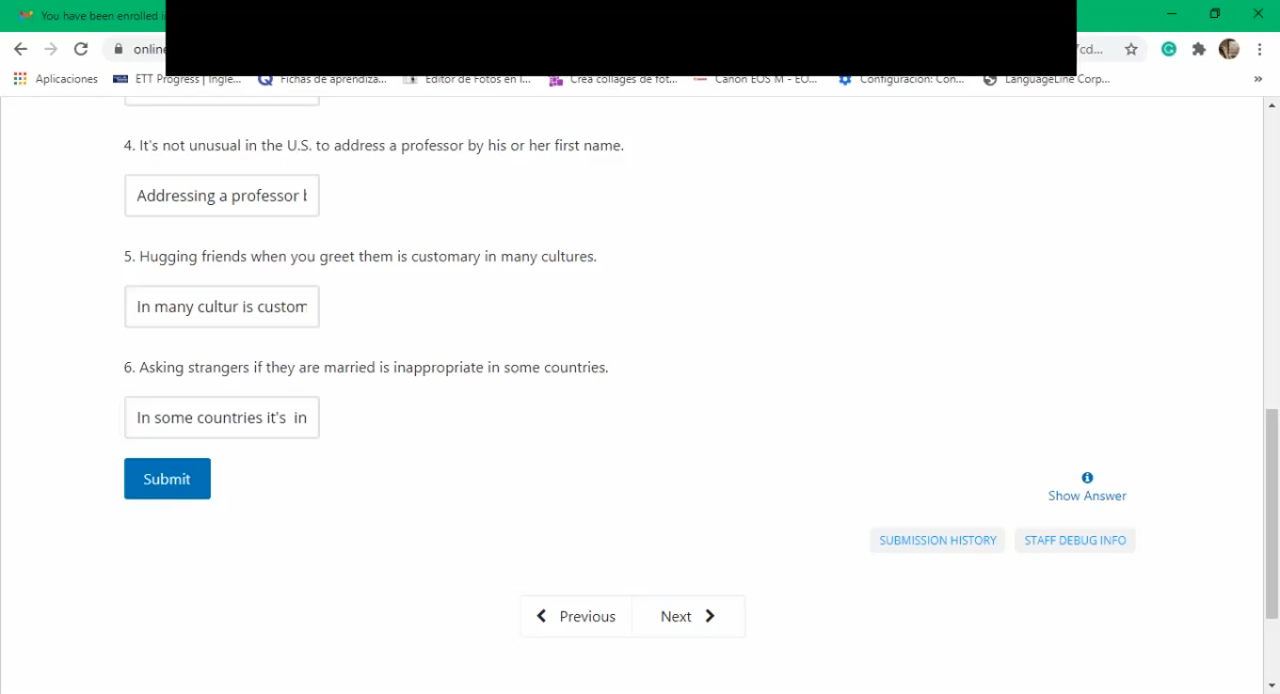 You have been enrolled i
online
/cd...
Aplicaciones ETT Progress | Ingle... Fichas de aprendiza... Editor de Fotos en l... Crea collages de fot... Canon EOS M - EO... Configuración: Con... LanguageLine Corp... »
4. It's not unusual in the U.S. to address a professor by his or her first name.
Addressing a professor b
5. Hugging friends when you greet them is customary in many cultures.
In many cultur is custom
6. Asking strangers if they are married is inappropriate in some countries.
In some countries it's in
Submit
Show Answer
SUBMISSION HISTORY STAFF DEBUG INFO
Previous Next